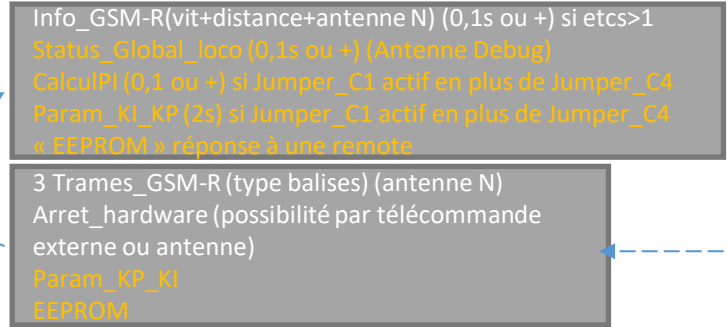 Info_GSM-R(vit+distance+antenne N) (0,1s ou +) si etcs>1
Status_Global_loco (0,1s ou +) (Antenne Debug)
CalculPI (0,1 ou +) si Jumper_C1 actif en plus de Jumper_C4
Param_KI_KP (2s) si Jumper_C1 actif en plus de Jumper_C4
« EEPROM » réponse à une remote
3 Trames_GSM-R (type balises) (antenne N)
Arret_hardware (possibilité par télécommande
externe ou antenne)
Param_KP_KI
EEPROM